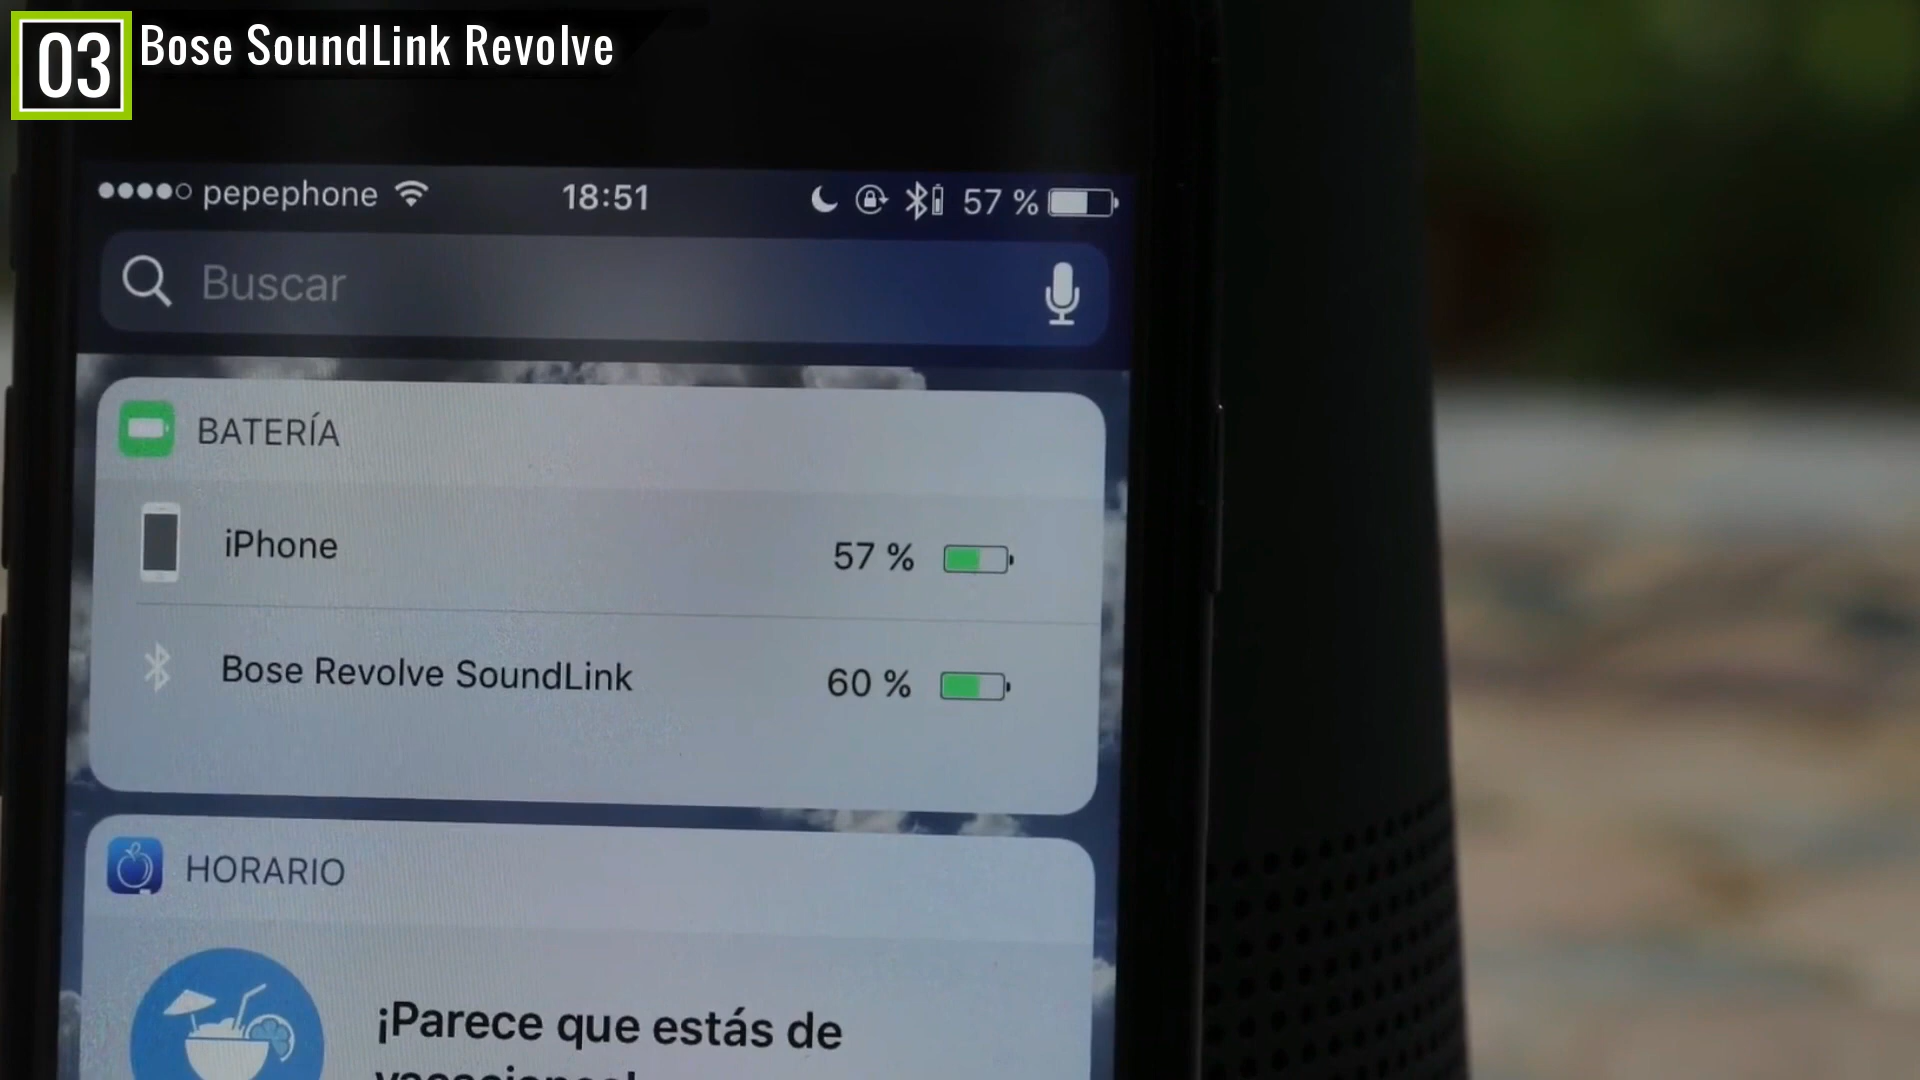 03 Bose SoundLink Revolve
pepephone 18:51 57 %
Buscar
BATERÍA
iPhone 57 %
Bose Revolve SoundLink 60 %
HORARIO
¡Parece que estás de